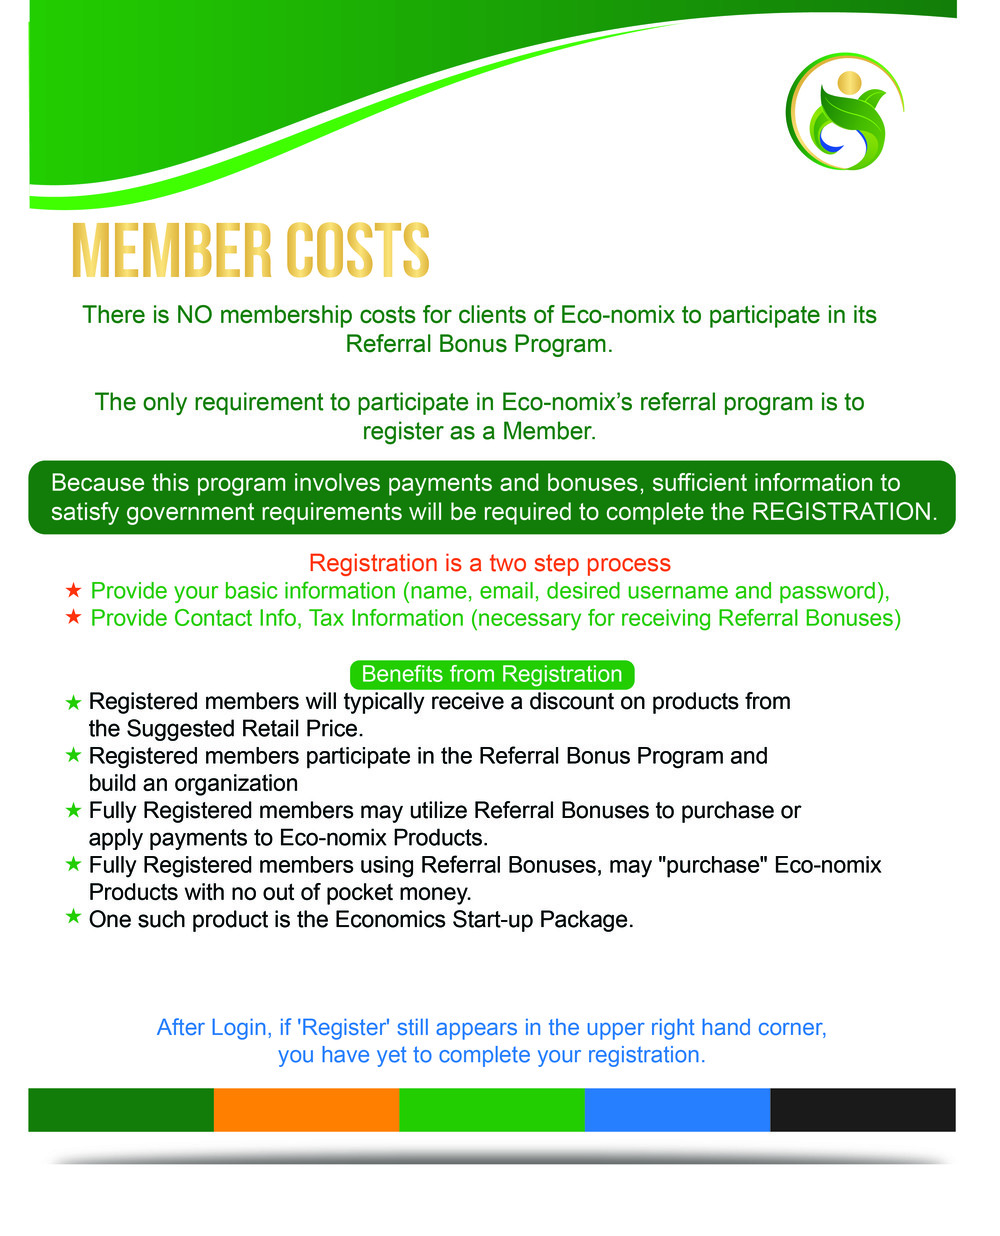 MEMBER COSTS
There is NO membership costs for clients of Eco-nomix to participate in its
Referral Bonus Program.
The only requirement to participate in Eco-nomix’s referral program is to
register as a Member.
Because this program involves payments and bonuses, sufficient information to
satisfy government requirements will be required to complete the REGISTRATION.
Registration is a two step process
★ Provide your basic information (name, email, desired username and password),
★ Provide Contact Info, Tax Information (necessary for receiving Referral Bonuses)
Benefits from Registration
★ Registered members will typically receive a discount on products from
the Suggested Retail Price.
★ Registered members participate in the Referral Bonus Program and
build an organization
★ Fully Registered members may utilize Referral Bonuses to purchase or
apply payments to Eco-nomix Products.
★ Fully Registered members using Referral Bonuses, may "purchase" Eco-nomix
Products with no out of pocket money.
★ One such product is the Economics Start-up Package.
After Login, if 'Register' still appears in the upper right hand corner,
you have yet to complete your registration.